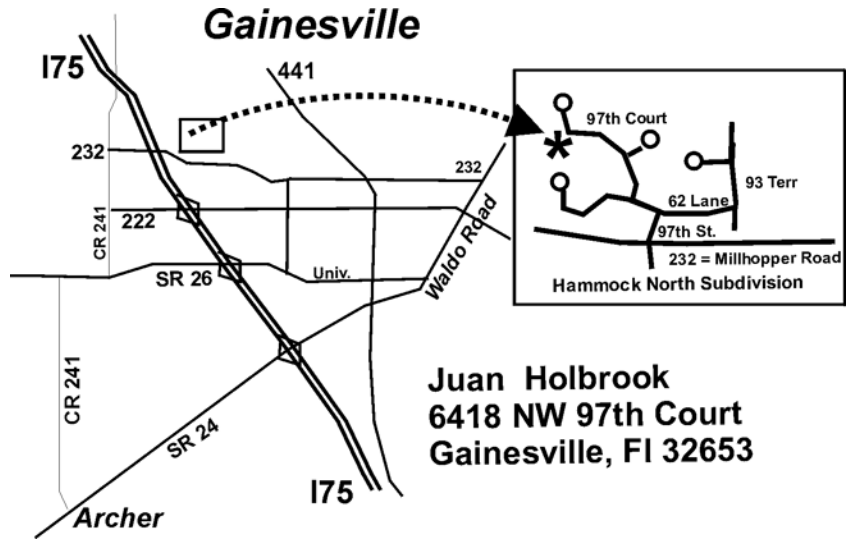 Gainesville
I75
441
232
232
222
CR 241
SR 26
Univ.
Waldo Road
CR 241
SR 24
I75
Archer
97th Court
93 Terr
62 Lane
97th St.
232 = Millhopper Road
Hammock North Subdivision
Juan Holbrook
6418 NW 97th Court
Gainesville, Fl 32653